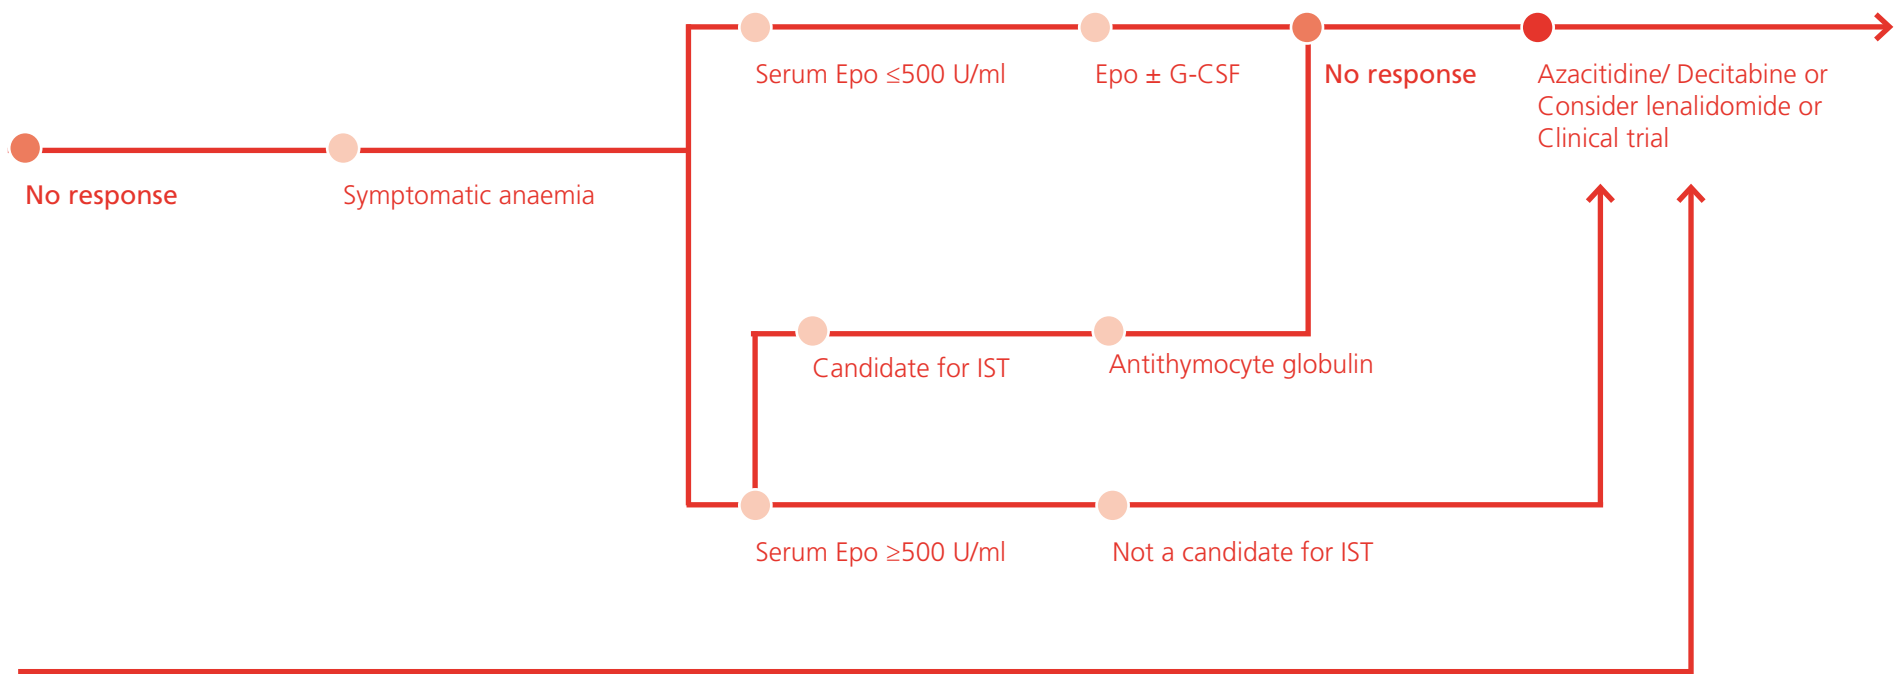 Serum Epo ≤500 U/ml
Epo ± G-CSF
No response
Azacitidine/ Decitabine or
Consider lenalidomide or
Clinical trial
No response
Symptomatic anaemia
Candidate for IST
Antithymocyte globulin
Serum Epo ≥500 U/ml
Not a candidate for IST